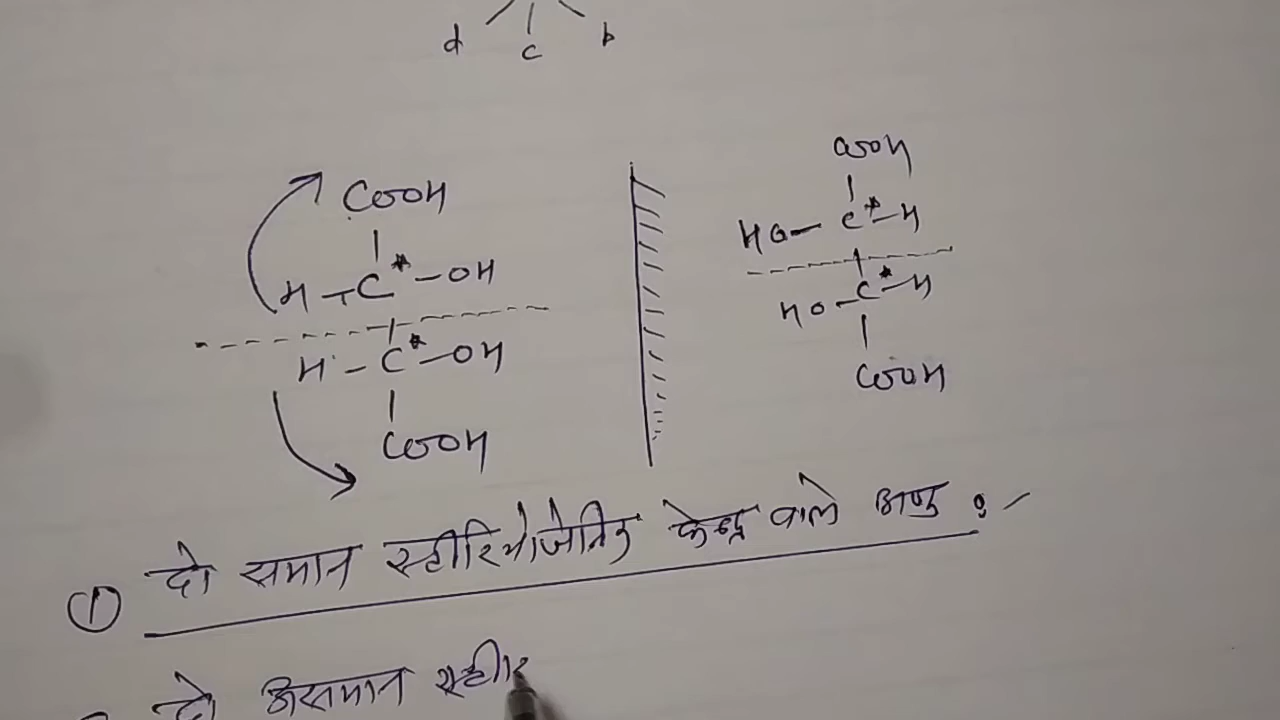 d c b
COOH
COOH
H - C* - OH
HO - C* - H
H - C* - OH
HO - C* - H
COOH
COOH
① दो समान स्टीरियोजेनिक केन्द्र वाले अणु :-
दो असमान स्टीरि